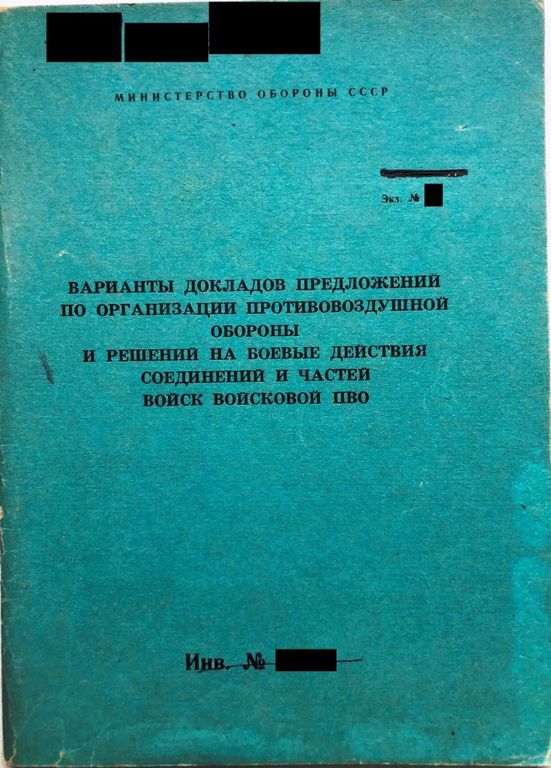 МИНИСТЕРСТВО ОБОРОНЫ СССР
Экз. №
ВАРИАНТЫ ДОКЛАДОВ ПРЕДЛОЖЕНИЙ
ПО ОРГАНИЗАЦИИ ПРОТИВОВОЗДУШНОЙ
ОБОРОНЫ
И РЕШЕНИЙ НА БОЕВЫЕ ДЕЙСТВИЯ
СОЕДИНЕНИЙ И ЧАСТЕЙ
ВОЙСК ВОЙСКОВОЙ ПВО
Инв. №